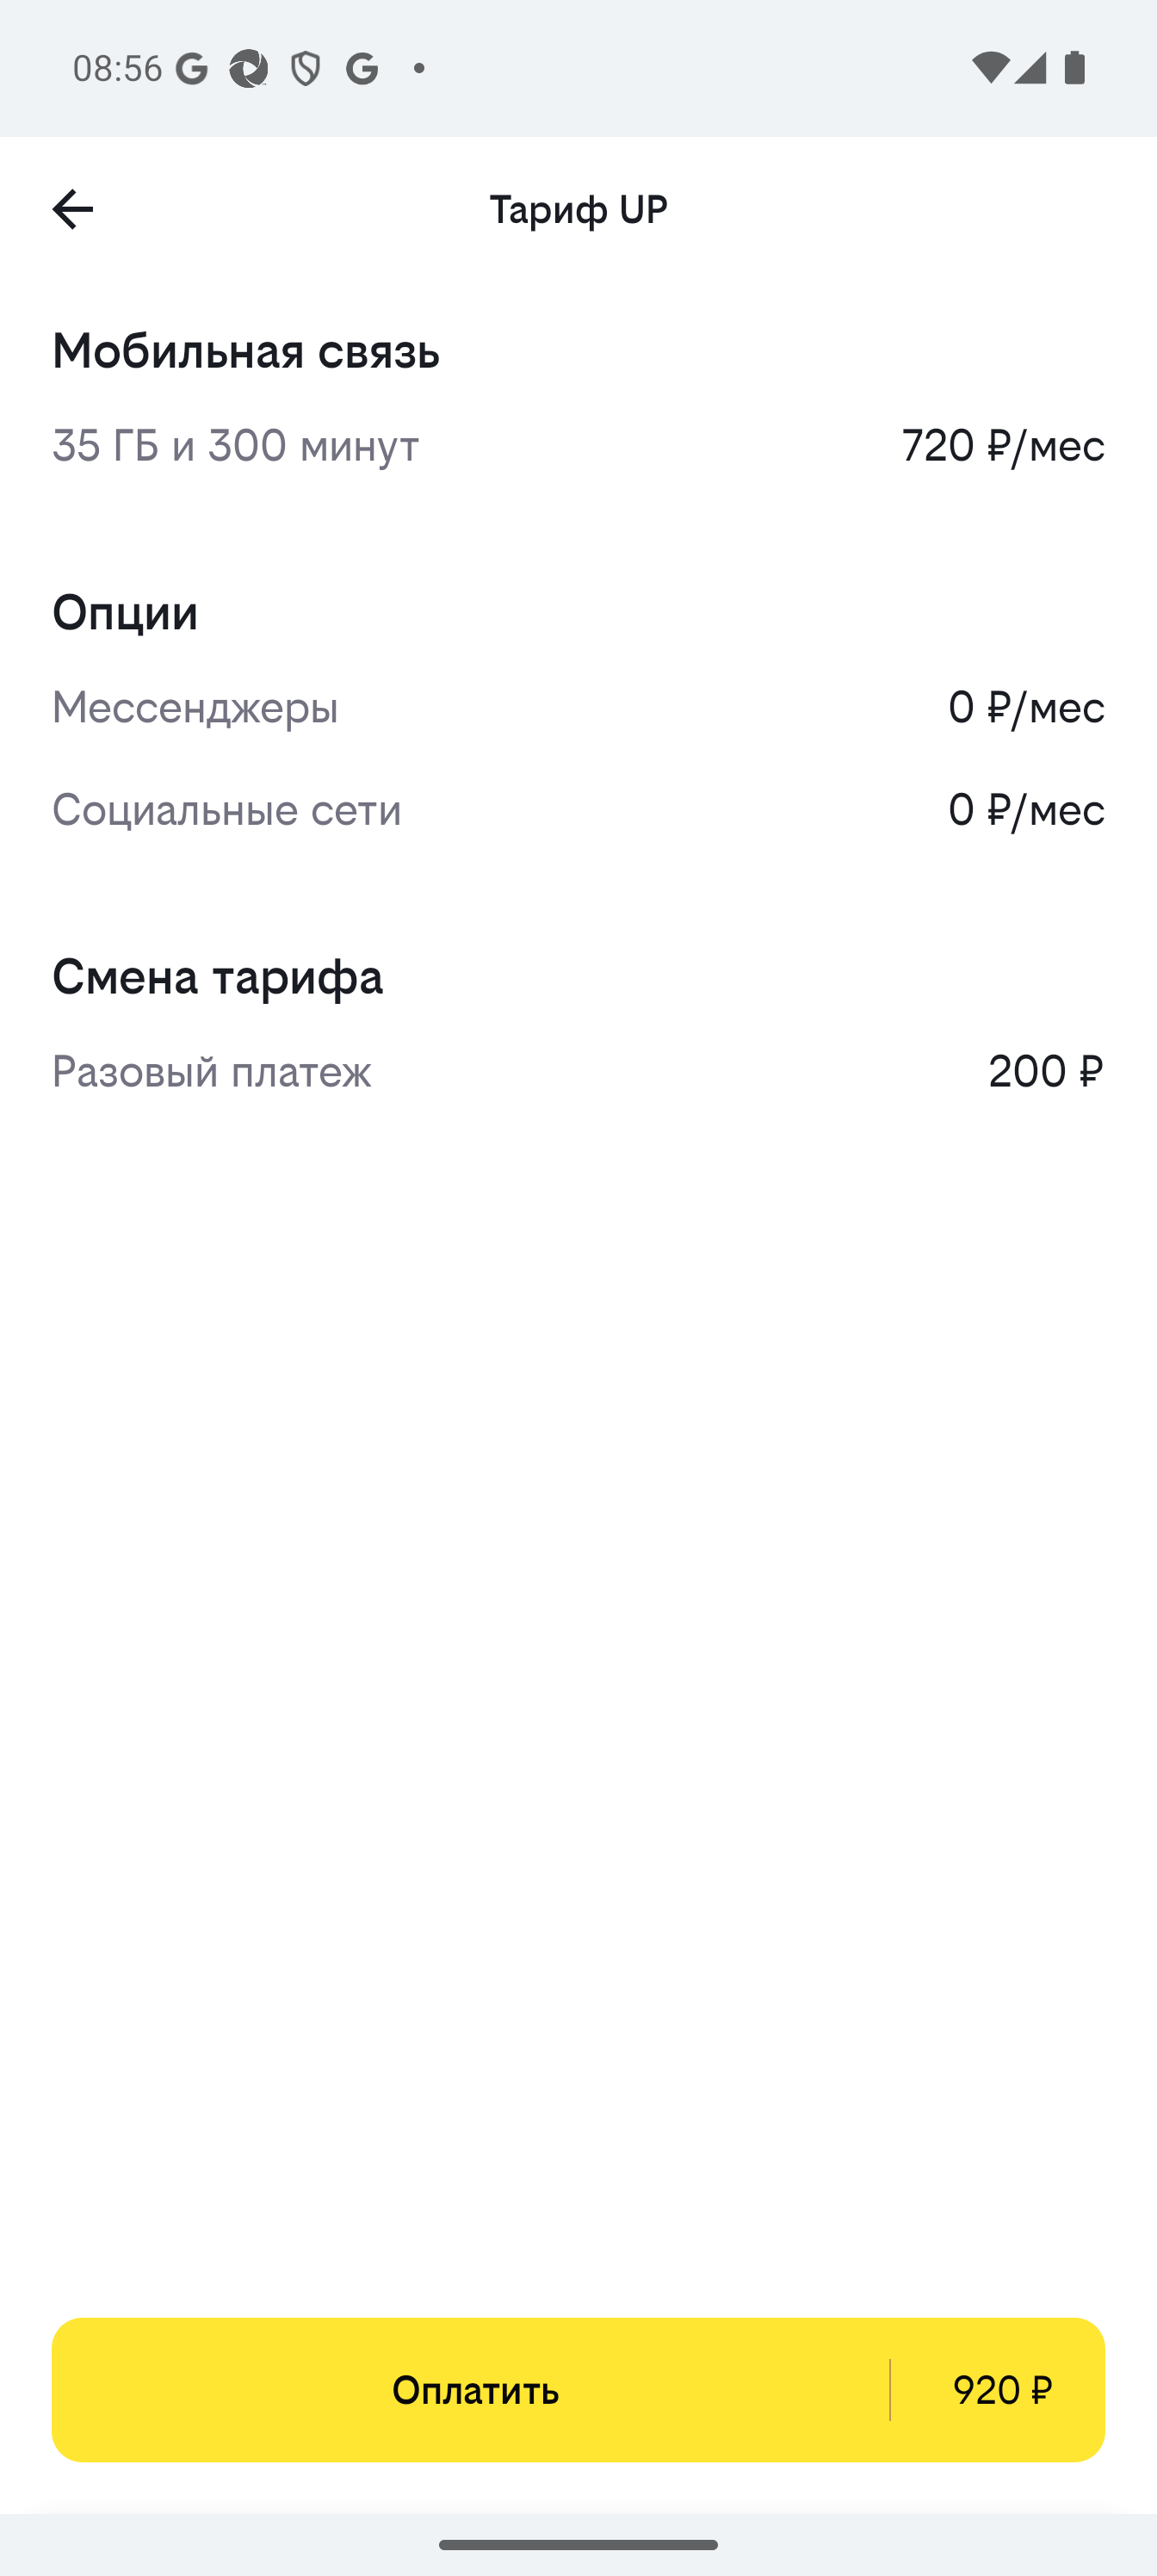 08:56
Тариф UP
Мобильная связь
35 ГБ и 300 минут 720 ₽/мес
Опции
Мессенджеры 0 ₽/мес
Социальные сети 0 ₽/мес
Смена тарифа
Разовый платеж 200 ₽
Оплатить 920 ₽